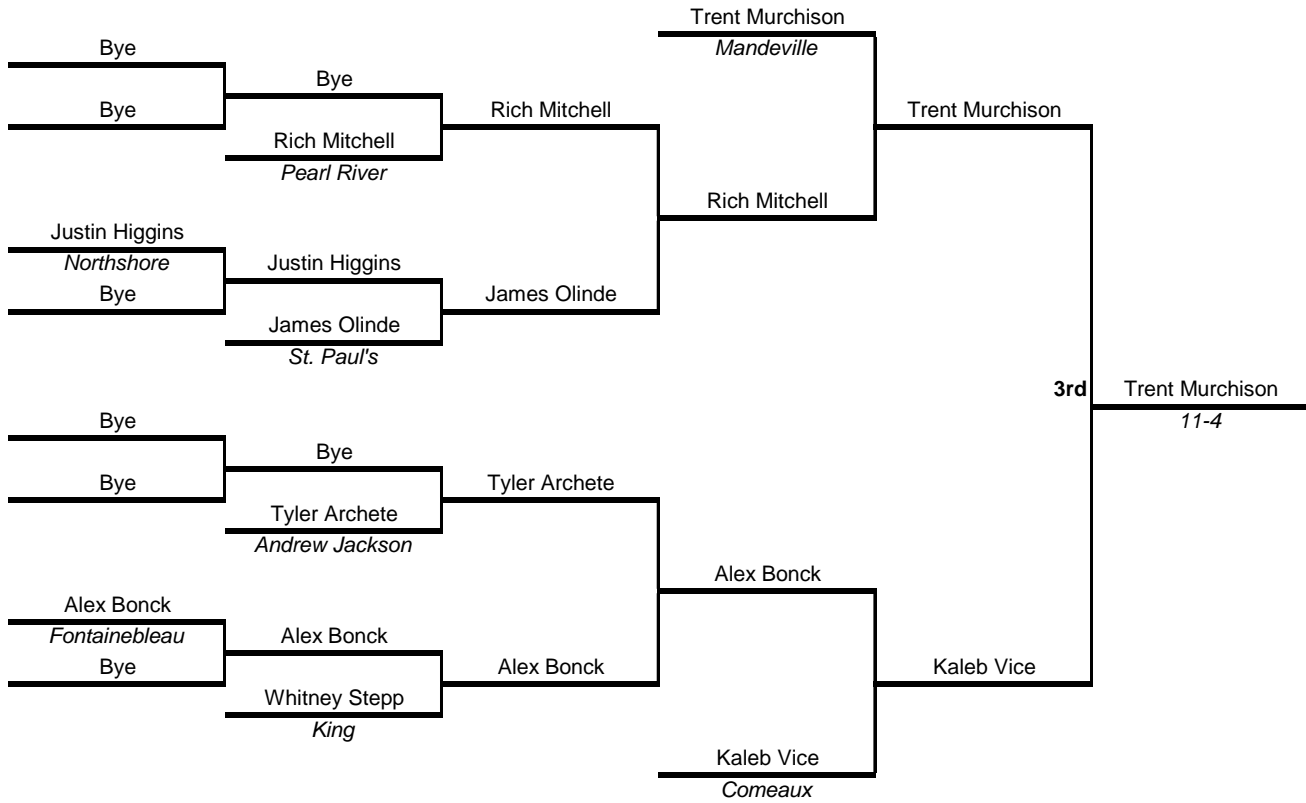 Trent Murchison
Mandeville
Bye
Bye
Bye
Rich Mitchell
Trent Murchison
Rich Mitchell
Pearl River
Rich Mitchell
Justin Higgins
Northshore
Justin Higgins
Bye
James Olinde
James Olinde
St. Paul's
3rd
Trent Murchison
11-4
Bye
Bye
Bye
Tyler Archete
Tyler Archete
Andrew Jackson
Alex Bonck
Alex Bonck
Fontainebleau
Alex Bonck
Bye
Alex Bonck
Kaleb Vice
Whitney Stepp
King
Kaleb Vice
Comeaux